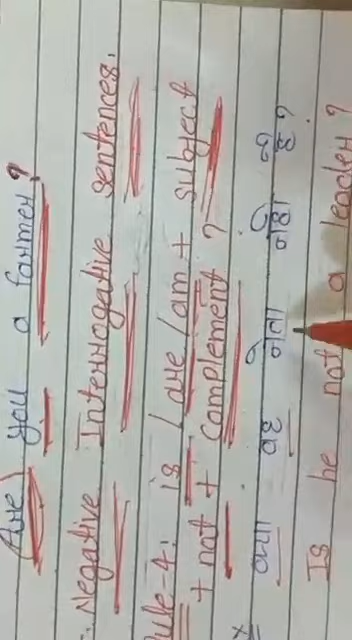 Are you a farmer?
Negative Interrogative sentences.
Rule-4: is / are / am + subject
+ not + complement ?
क्या वह नेता नहीं है ?
Is he not a leader ?